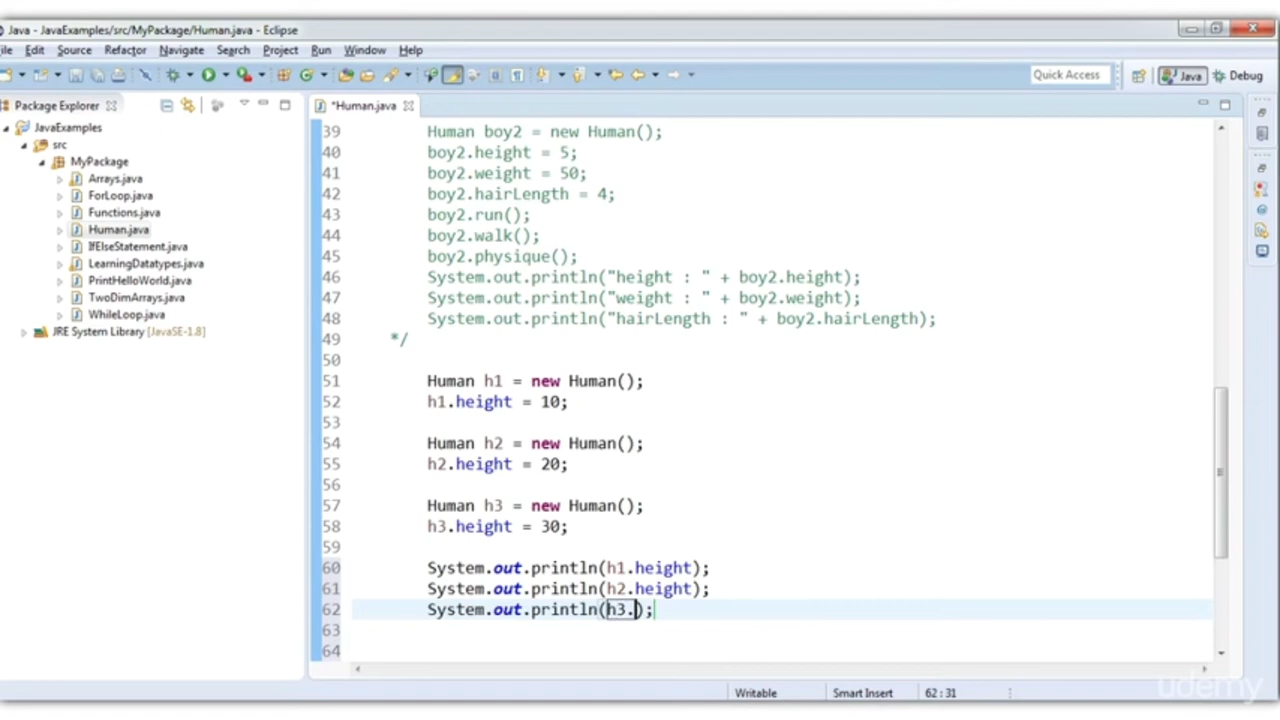 Java - JavaExamples/src/MyPackage/Human.java - Eclipse
ile Edit Source Refactor Navigate Search Project Run Window Help
Quick Access Java Debug
Package Explorer
*Human.java
JavaExamples
src
MyPackage
Arrays.java
ForLoop.java
Functions.java
Human.java
IfElseStatement.java
LearningDatatypes.java
PrintHelloWorld.java
TwoDimArrays.java
WhileLoop.java
JRE System Library [JavaSE-1.8]
39 Human boy2 = new Human();
40 boy2.height = 5;
41 boy2.weight = 50;
42 boy2.hairLength = 4;
43 boy2.run();
44 boy2.walk();
45 boy2.physique();
46 System.out.println("height : " + boy2.height);
47 System.out.println("weight : " + boy2.weight);
48 System.out.println("hairLength : " + boy2.hairLength);
49 */
50
51 Human h1 = new Human();
52 h1.height = 10;
53
54 Human h2 = new Human();
55 h2.height = 20;
56
57 Human h3 = new Human();
58 h3.height = 30;
59
60 System.out.println(h1.height);
61 System.out.println(h2.height);
62 System.out.println(h3.);
63
64
Writable Smart Insert 62 : 31
udemy